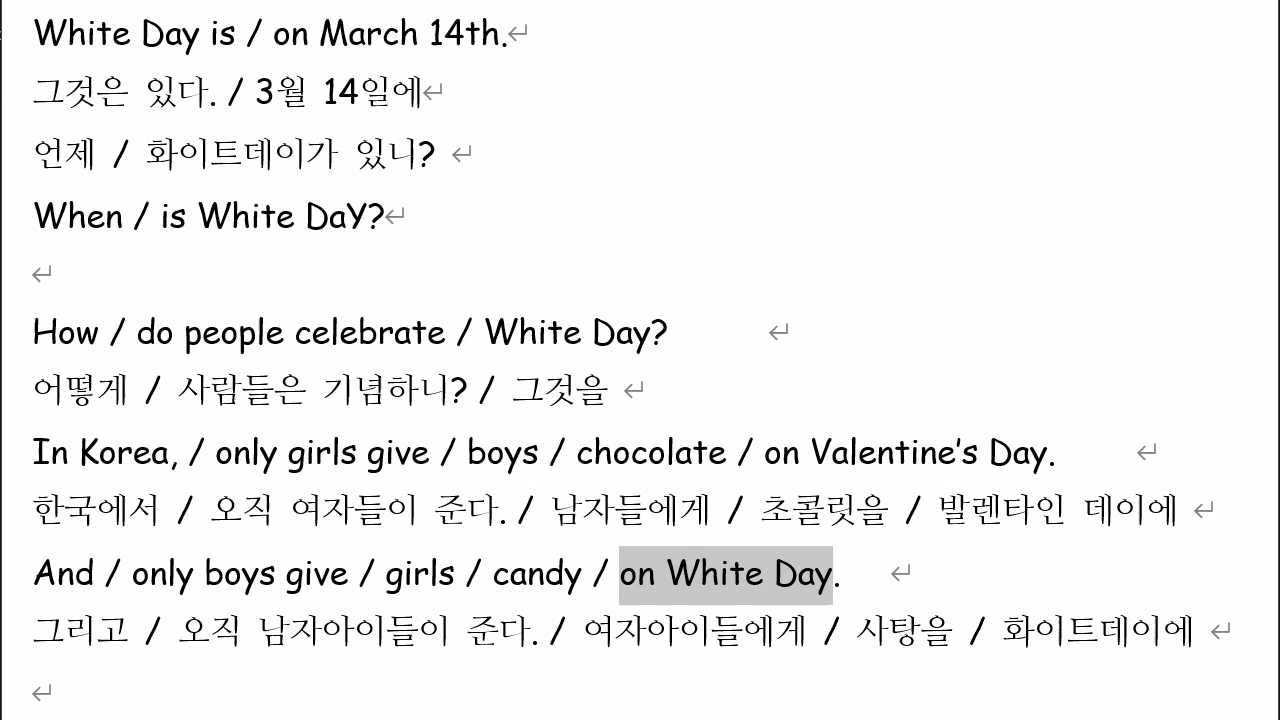 White Day is / on March 14th.
그것은 있다. / 3월 14일에
언제 / 화이트데이가 있니?
When / is White DaY?
How / do people celebrate / White Day?
어떻게 / 사람들은 기념하니? / 그것을
In Korea, / only girls give / boys / chocolate / on Valentine’s Day.
한국에서 / 오직 여자들이 준다. / 남자들에게 / 초콜릿을 / 발렌타인 데이에
And / only boys give / girls / candy / on White Day.
그리고 / 오직 남자아이들이 준다. / 여자아이들에게 / 사탕을 / 화이트데이에